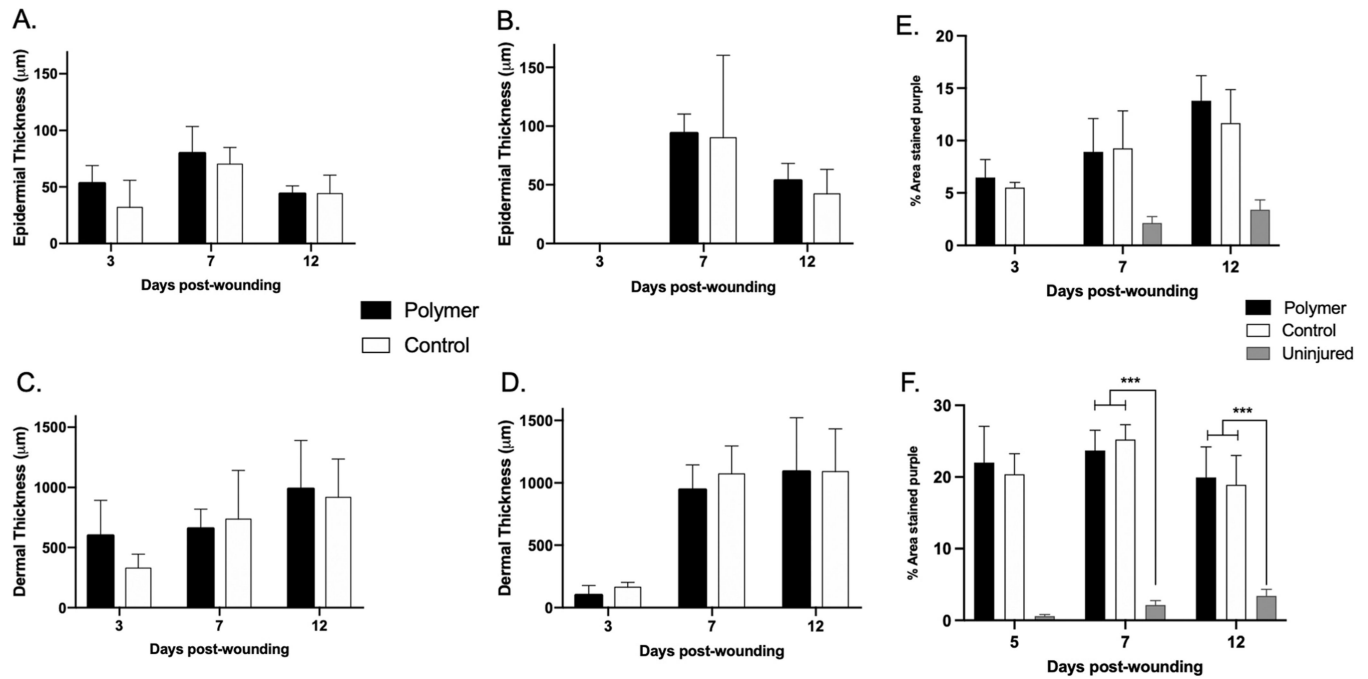 A.
Epidermal Thickness (μm)
150
100
50
0
3 7 12
Days post-wounding
B.
Epidermial Thickness (μm)
150
100
50
0
3 7 12
Days post-wounding
E.
% Area stained purple
20
15
10
5
0
3 7 12
Days post-wounding
Polymer
Control
Polymer
Control
Uninjured
C.
Dermal Thickness (μm)
1500
1000
500
0
3 7 12
Days post-wounding
D.
Dermal Thickness (μm)
1500
1000
500
0
3 7 12
Days post-wounding
F.
% Area stained purple
30
20
10
0
***
***
5 7 12
Days post-wounding